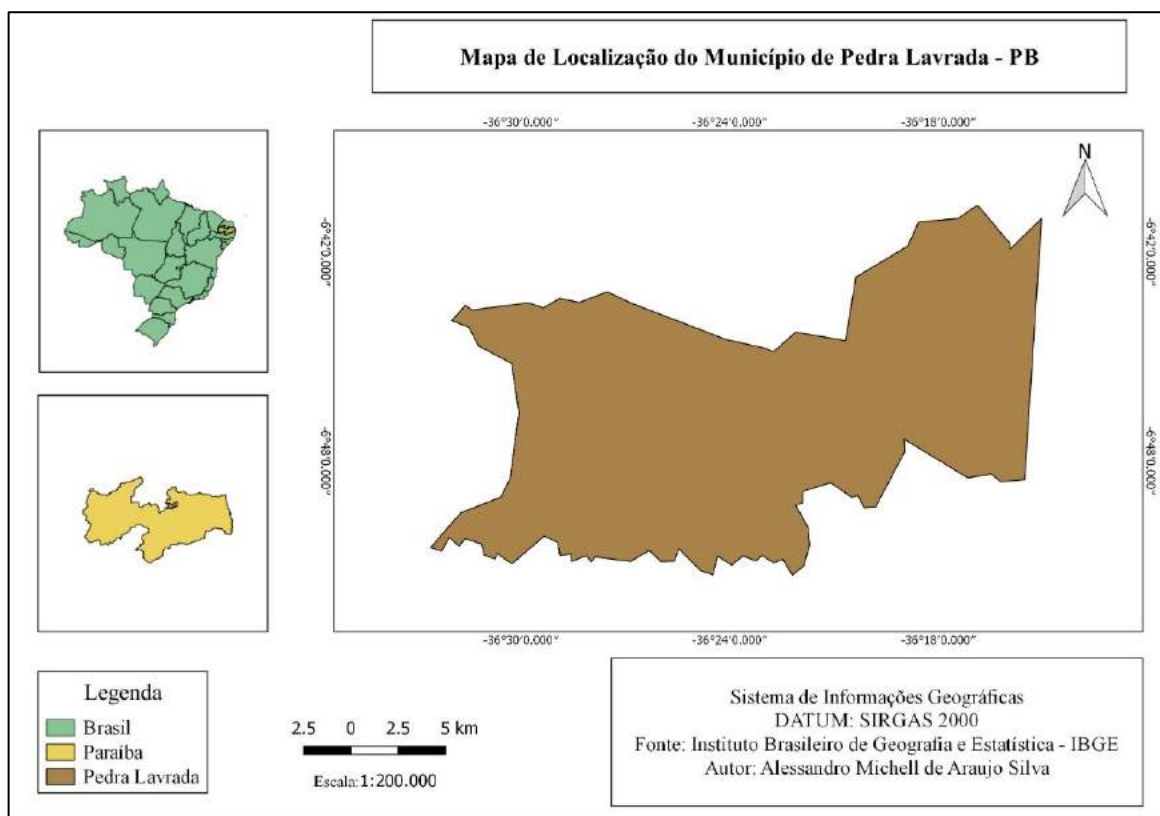 Mapa de Localização do Município de Pedra Lavrada - PB
-36°30'0.000" -36°24'0.000" -36°18'0.000"
N
-6°42'0.000"
-6°42'0.000"
-6°48'0.000"
-6°48'0.000"
-36°30'0.000" -36°24'0.000" -36°18'0.000"
Legenda
Brasil
Paraíba
Pedra Lavrada
2.5 0 2.5 5 km
Escala:1:200.000
Sistema de Informações Geográficas
DATUM: SIRGAS 2000
Fonte: Instituto Brasileiro de Geografia e Estatística - IBGE
Autor: Alessandro Michell de Araujo Silva